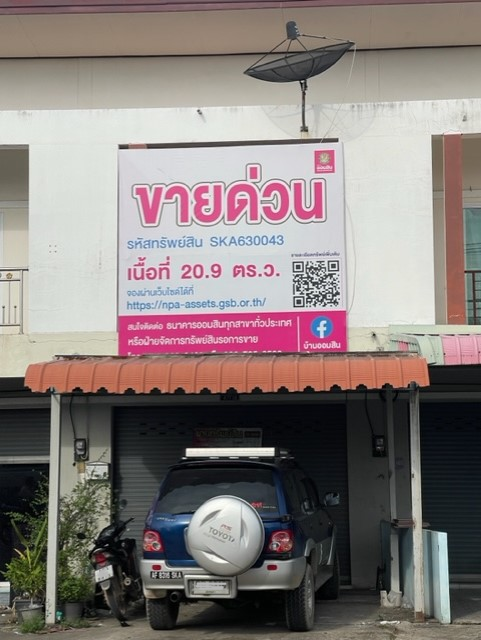 ออมสิน
ขายด่วน
รหัสทรัพย์สิน SKA630043
เนื้อที่ 20.9 ตร.ว.
จองผ่านเว็บไซต์ได้ที่
https://npa-assets.gsb.or.th/
สนใจติดต่อ ธนาคารออมสินทุกสาขาทั่วประเทศ
หรือฝ่ายจัดการทรัพย์สินรอการขาย
บ้านออมสิน
TOYOTA